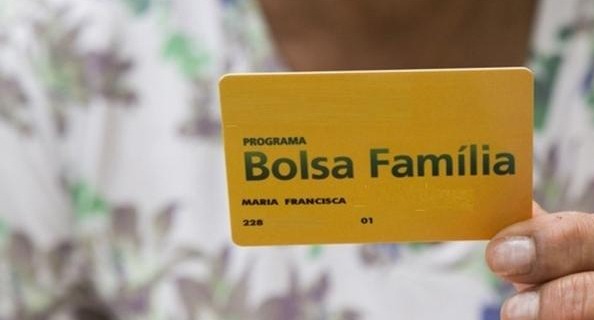 PROGRAMA
Bolsa Família
MARIA FRANCISCA
228 01